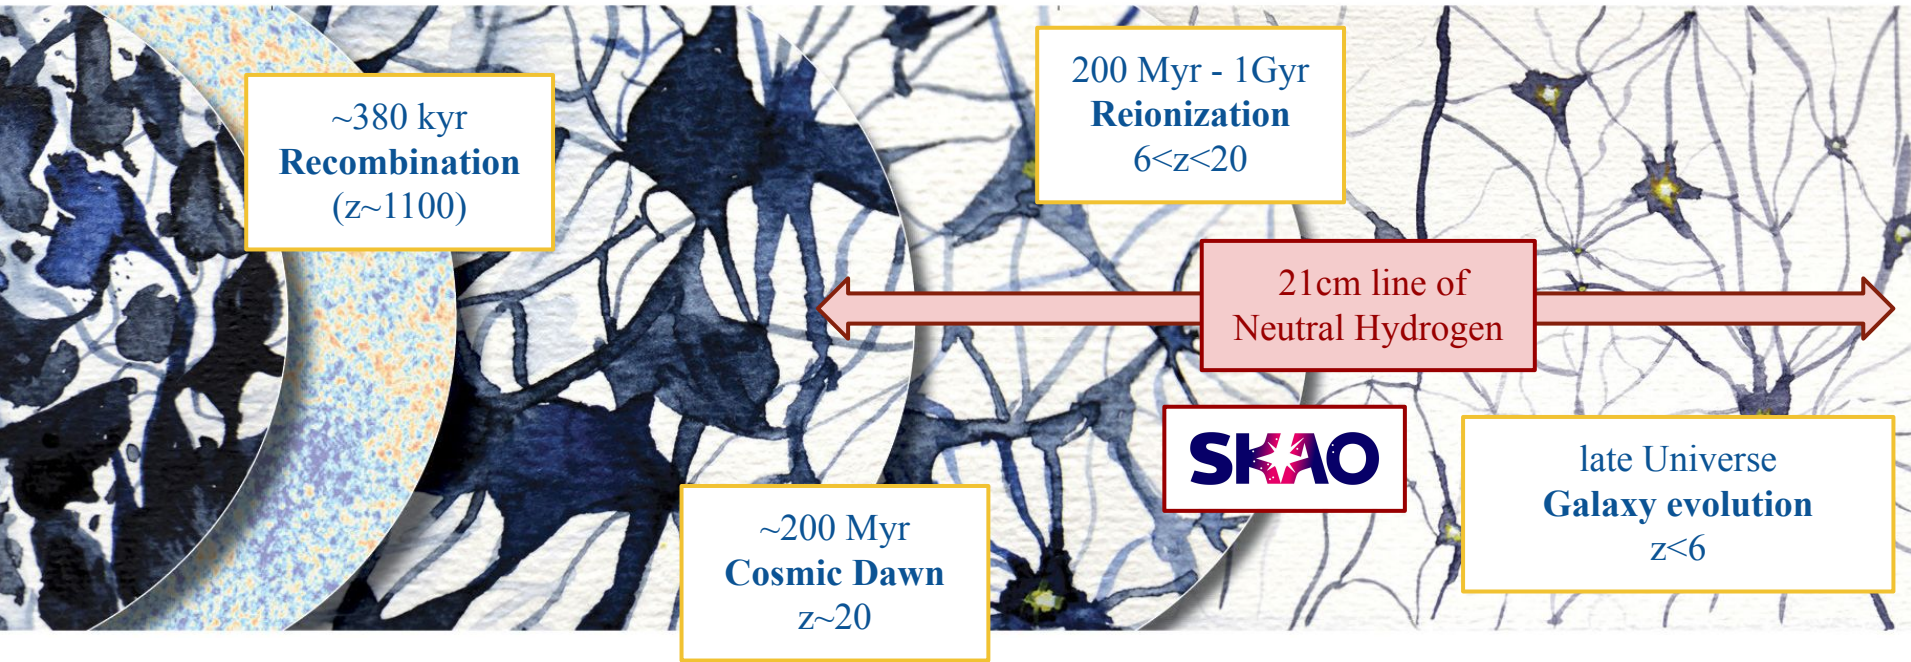 ~380 kyr
Recombination
(z~1100)
~200 Myr
Cosmic Dawn
z~20
200 Myr - 1Gyr
Reionization
6<z<20
21cm line of
Neutral Hydrogen
SKAO
late Universe
Galaxy evolution
z<6